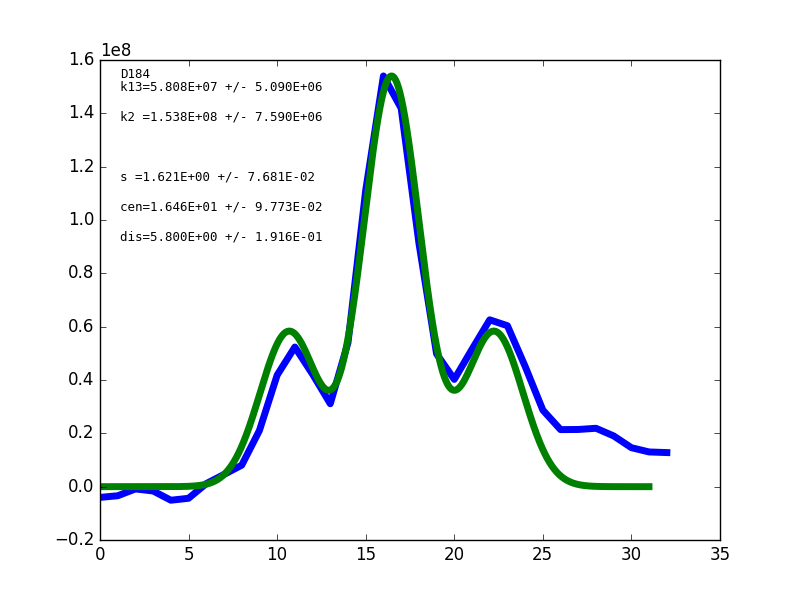 1e8
1.6
1.4
1.2
1.0
0.8
0.6
0.4
0.2
0.0
−0.2
D184
k13=5.808E+07 +/- 5.090E+06
k2 =1.538E+08 +/- 7.590E+06
s =1.621E+00 +/- 7.681E-02
cen=1.646E+01 +/- 9.773E-02
dis=5.800E+00 +/- 1.916E-01
0 5 10 15 20 25 30 35